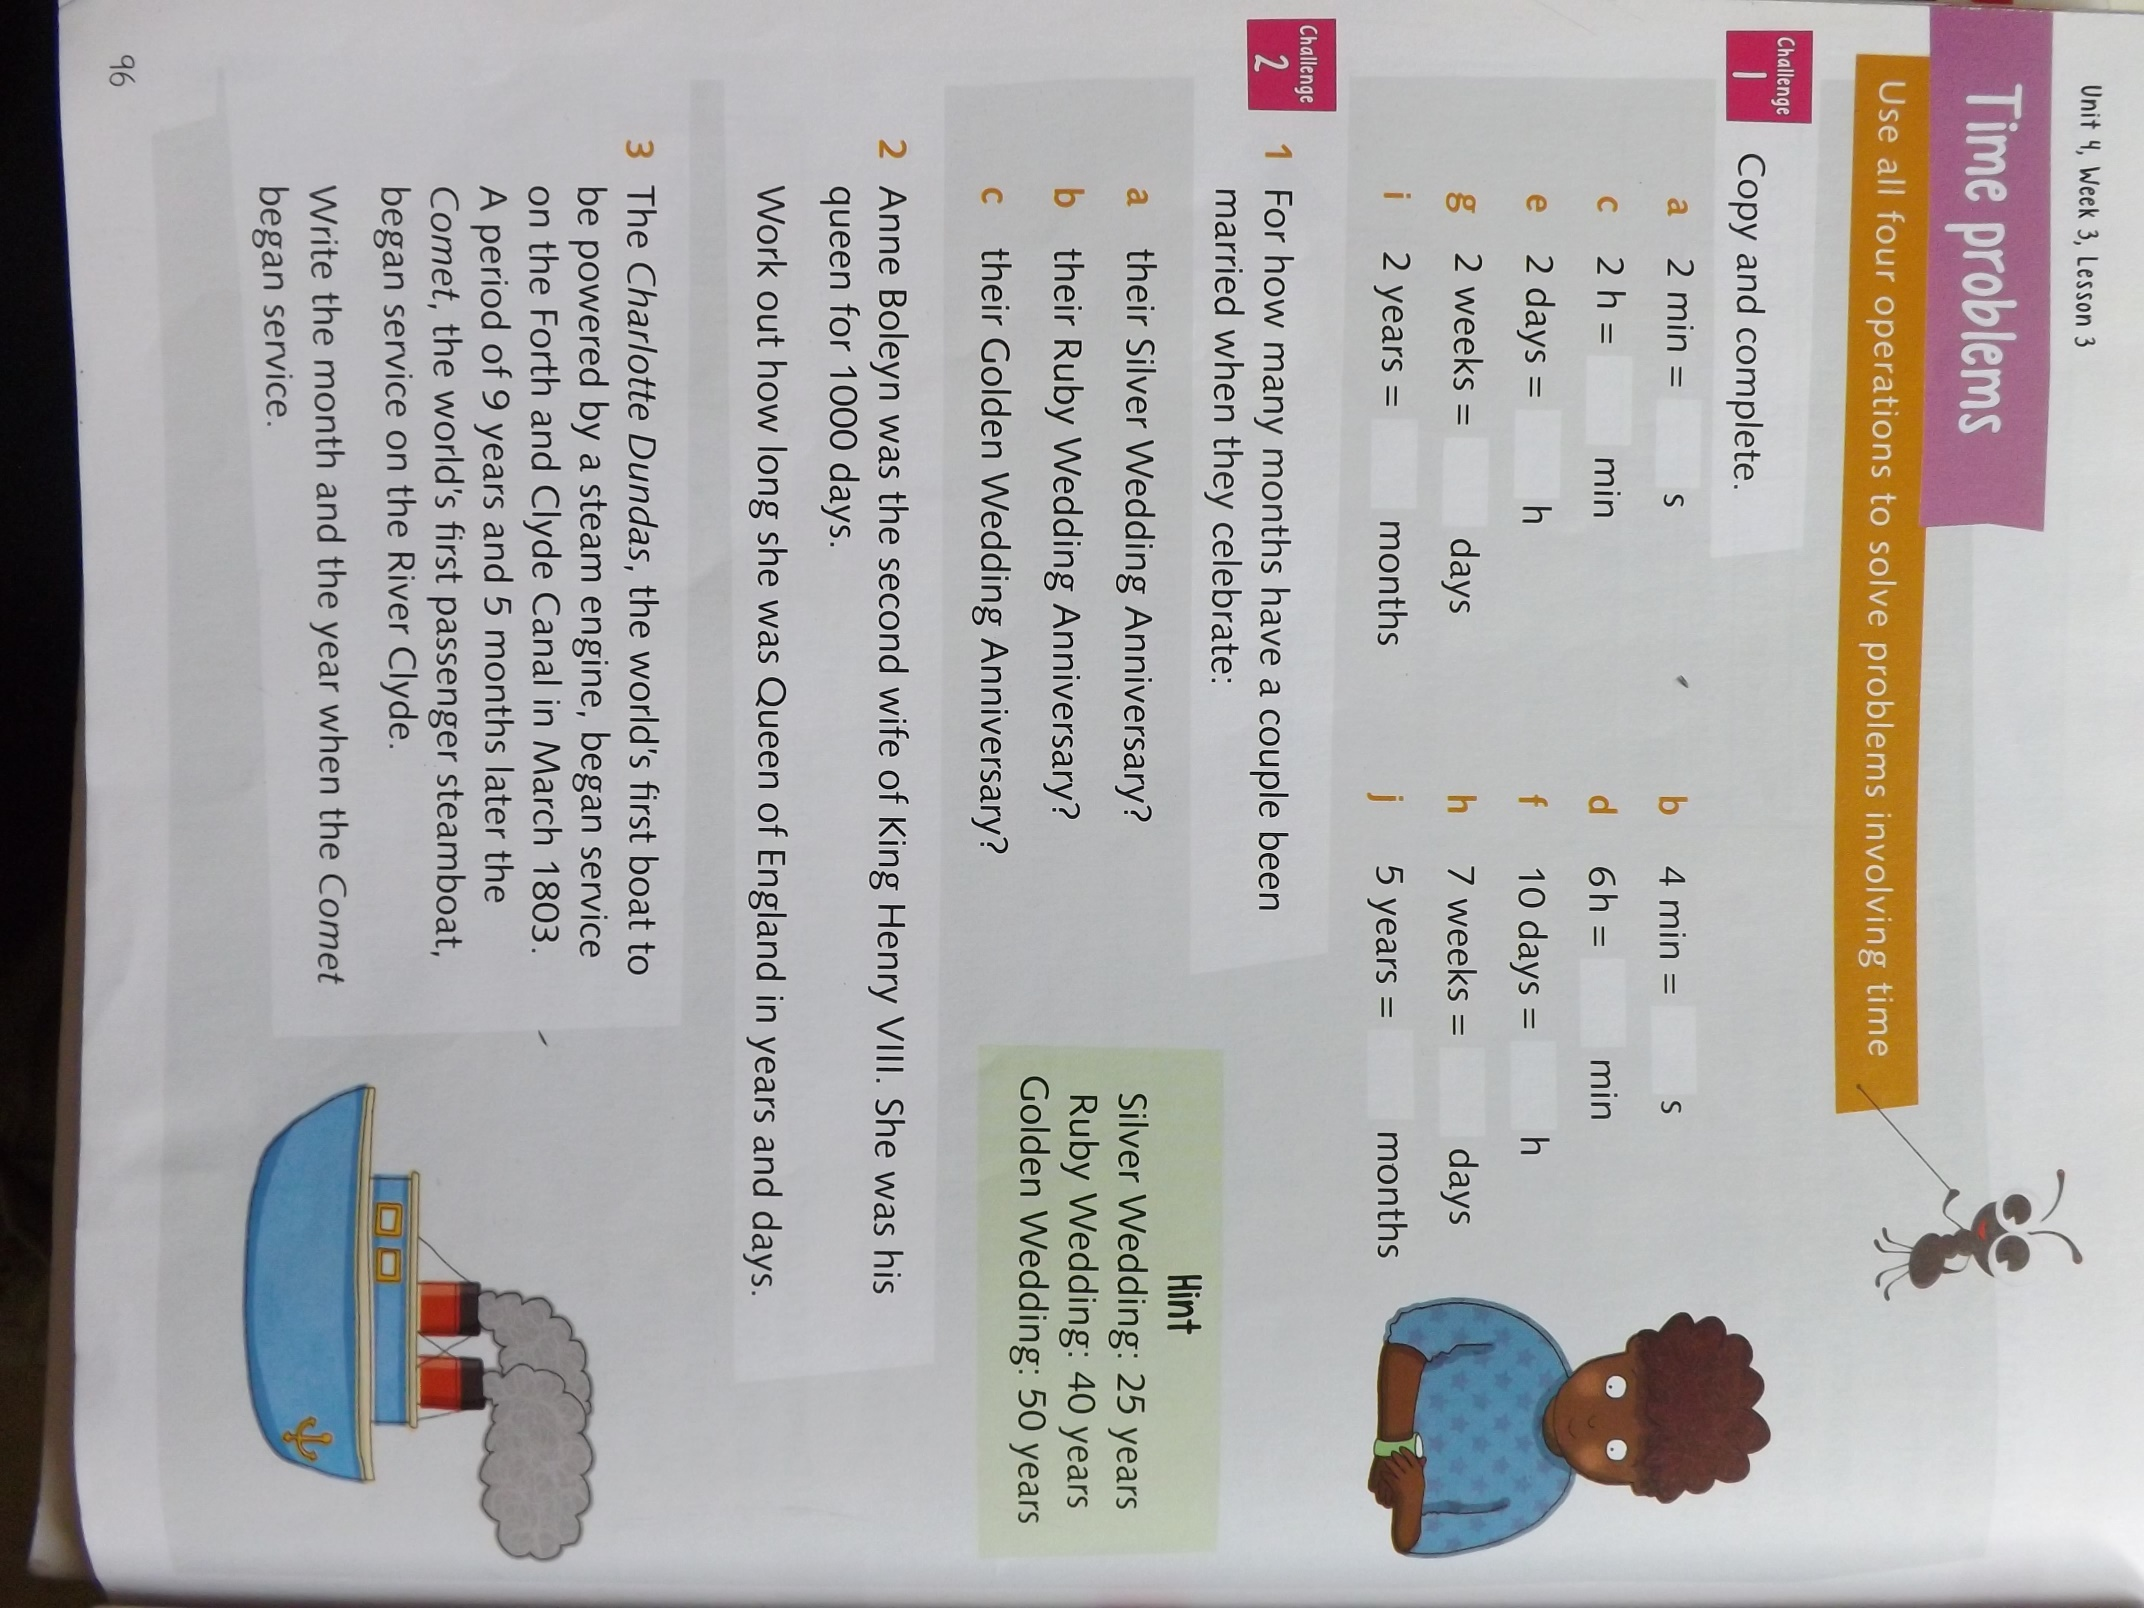 Unit 4, Week 3, Lesson 3
Time problems
Use all four operations to solve problems involving time
Challenge
1
Copy and complete.
a 2 min = s b 4 min = s
c 2 h = min d 6h = min
e 2 days = h f 10 days = h
g 2 weeks = days h 7 weeks = days
i 2 years = months j 5 years = months
Challenge
2
1 For how many months have a couple been
married when they celebrate:
a their Silver Wedding Anniversary?
b their Ruby Wedding Anniversary?
c their Golden Wedding Anniversary?
Hint
Silver Wedding: 25 years
Ruby Wedding: 40 years
Golden Wedding: 50 years
2 Anne Boleyn was the second wife of King Henry VIII. She was his
queen for 1000 days.
Work out how long she was Queen of England in years and days.
3 The Charlotte Dundas, the world's first boat to
be powered by a steam engine, began service
on the Forth and Clyde Canal in March 1803.
A period of 9 years and 5 months later the
Comet, the world's first passenger steamboat,
began service on the River Clyde.
Write the month and the year when the Comet
began service.
96